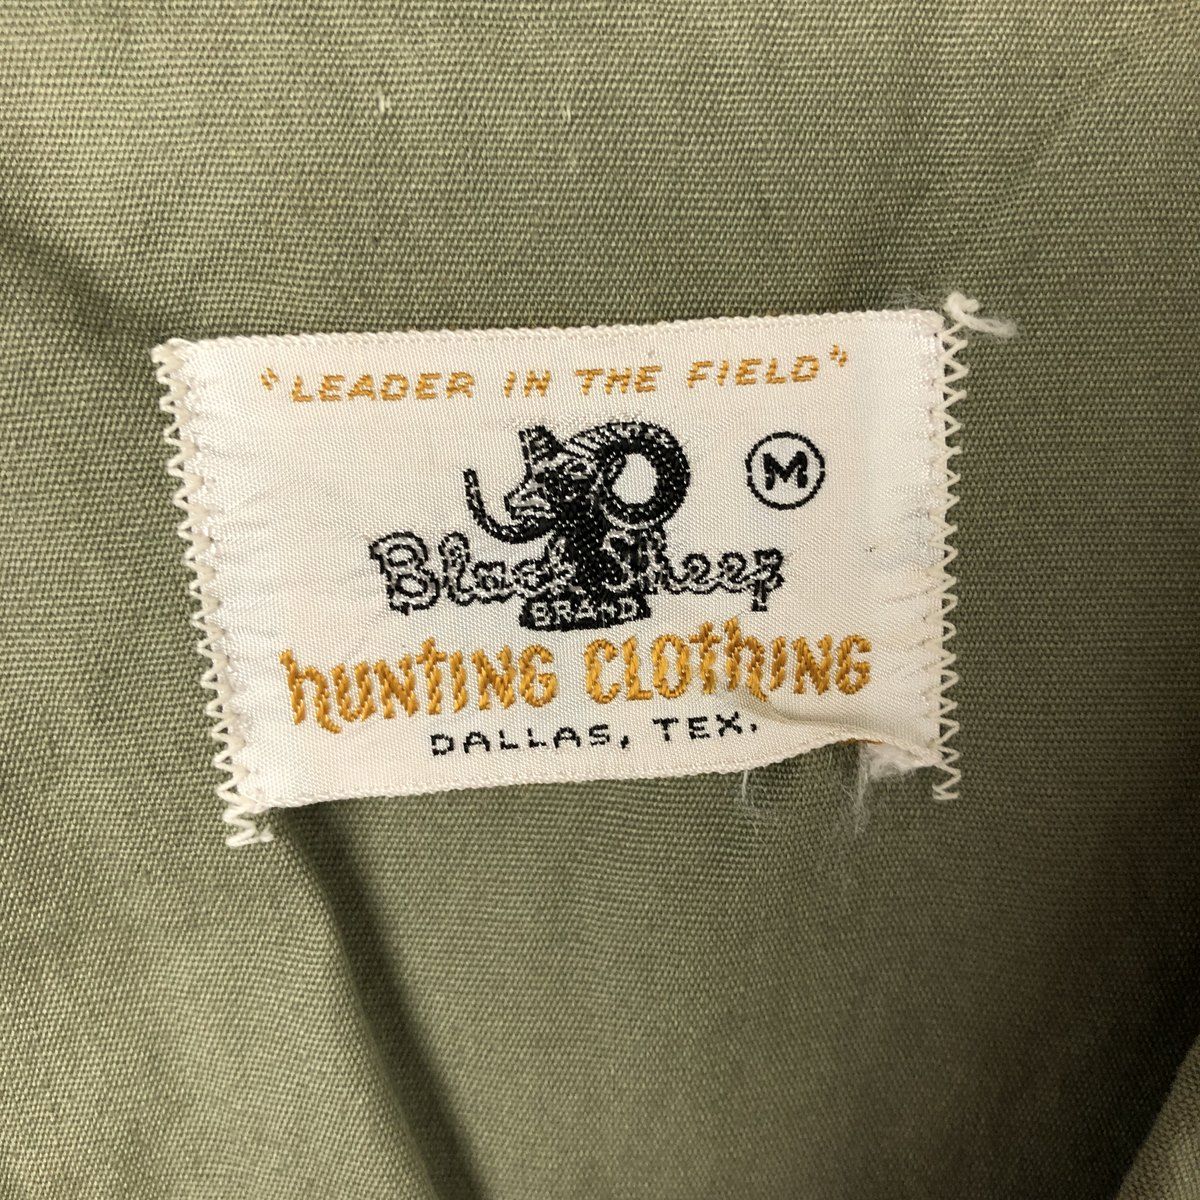 "LEADER IN THE FIELD"
M
Black Sheep
BRAND
hUNTING CLOThING
DALLAS, TEX.